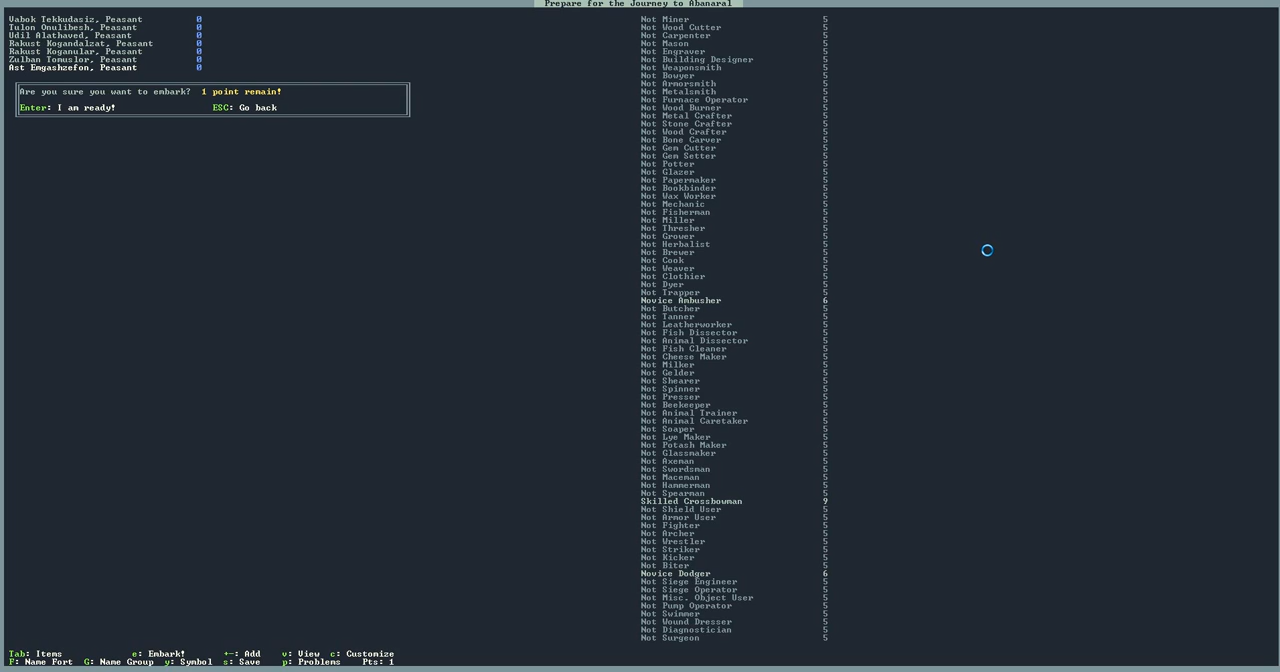 Prepare for the Journey to Abanaral
Vabok Tekkudasiz, Peasant 0
Tulon Onulibesh, Peasant 0
Udil Alathaved, Peasant 0
Rakust Kogandalzat, Peasant 0
Rakust Koganular, Peasant 0
Zulban Tomuslor, Peasant 0
Ast Emgashzefon, Peasant 0
Are you sure you want to embark? 1 point remain!
Enter: I am ready! ESC: Go back
Not Miner 5
Not Wood Cutter 5
Not Carpenter 5
Not Mason 5
Not Engraver 5
Not Building Designer 5
Not Weaponsmith 5
Not Bowyer 5
Not Armorsmith 5
Not Metalsmith 5
Not Furnace Operator 5
Not Wood Burner 5
Not Metal Crafter 5
Not Stone Crafter 5
Not Wood Crafter 5
Not Bone Carver 5
Not Gem Cutter 5
Not Gem Setter 5
Not Potter 5
Not Glazer 5
Not Papermaker 5
Not Bookbinder 5
Not Wax Worker 5
Not Mechanic 5
Not Fisherman 5
Not Miller 5
Not Thresher 5
Not Grower 5
Not Herbalist 5
Not Brewer 5
Not Cook 5
Not Weaver 5
Not Clothier 5
Not Dyer 5
Not Trapper 5
Novice Ambusher 6
Not Butcher 5
Not Tanner 5
Not Leatherworker 5
Not Fish Dissector 5
Not Animal Dissector 5
Not Fish Cleaner 5
Not Cheese Maker 5
Not Milker 5
Not Gelder 5
Not Shearer 5
Not Spinner 5
Not Presser 5
Not Beekeeper 5
Not Animal Trainer 5
Not Animal Caretaker 5
Not Soaper 5
Not Lye Maker 5
Not Potash Maker 5
Not Glassmaker 5
Not Axeman 5
Not Swordsman 5
Not Maceman 5
Not Hammerman 5
Not Spearman 5
Skilled Crossbowman 9
Not Shield User 5
Not Armor User 5
Not Fighter 5
Not Archer 5
Not Wrestler 5
Not Striker 5
Not Kicker 5
Not Biter 5
Novice Dodger 6
Not Siege Engineer 5
Not Siege Operator 5
Not Misc. Object User 5
Not Pump Operator 5
Not Swimmer 5
Not Wound Dresser 5
Not Diagnostician 5
Not Surgeon 5
Tab: Items e: Embark! +-: Add v: View c: Customize
F: Name Fort G: Name Group y: Symbol s: Save p: Problems Pts: 1